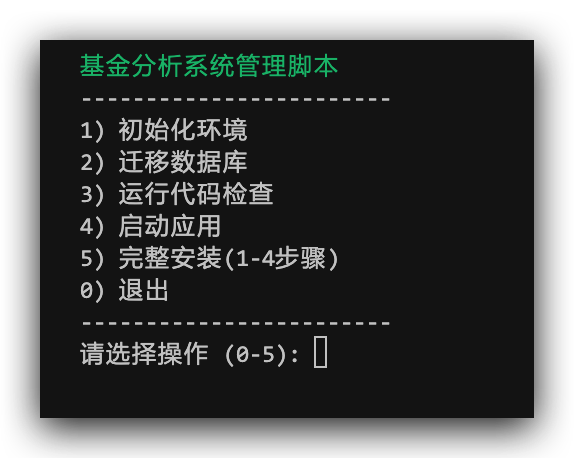 基金分析系统管理脚本
------------------------
1) 初始化环境
2) 迁移数据库
3) 运行代码检查
4) 启动应用
5) 完整安装(1-4步骤)
0) 退出
------------------------
请选择操作 (0-5):